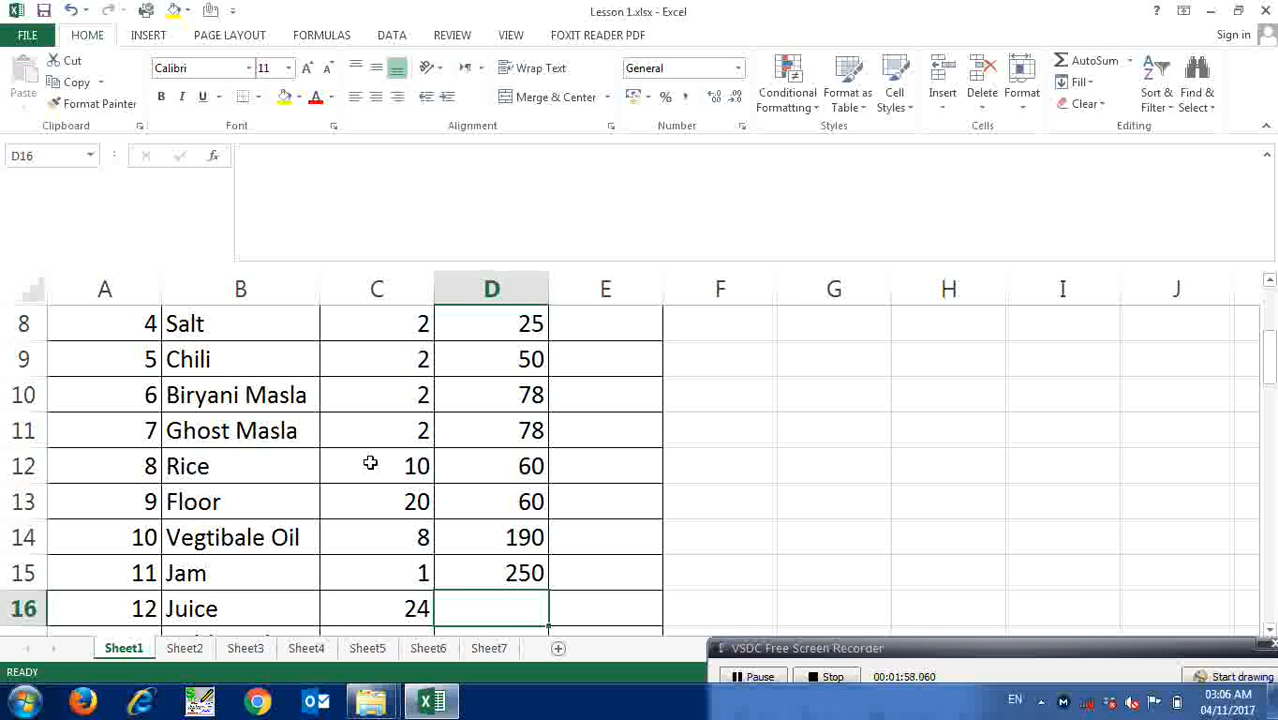 Lesson 1.xlsx - Excel
?
FILE HOME INSERT PAGE LAYOUT FORMULAS DATA REVIEW VIEW FOXIT READER PDF Sign in
Paste Cut Copy Format Painter
Calibri 11 A A
B I U A
Wrap Text
Merge & Center
General
%
Conditional Formatting
Format as Table
Cell Styles
Insert Delete Format
AutoSum
Fill
Clear
Sort & Filter
Find & Select
Clipboard Font Alignment Number Styles Cells Editing
D16 fx
A B C D E F G H I J
8 4 Salt 2 25
9 5 Chili 2 50
10 6 Biryani Masla 2 78
11 7 Ghost Masla 2 78
12 8 Rice 10 60
13 9 Floor 20 60
14 10 Vegtibale Oil 8 190
15 11 Jam 1 250
16 12 Juice 24
Sheet1 Sheet2 Sheet3 Sheet4 Sheet5 Sheet6 Sheet7
VSDC Free Screen Recorder
READY
Pause Stop 00:01:58.060 Start drawing
EN 03:06 AM
04/11/2017